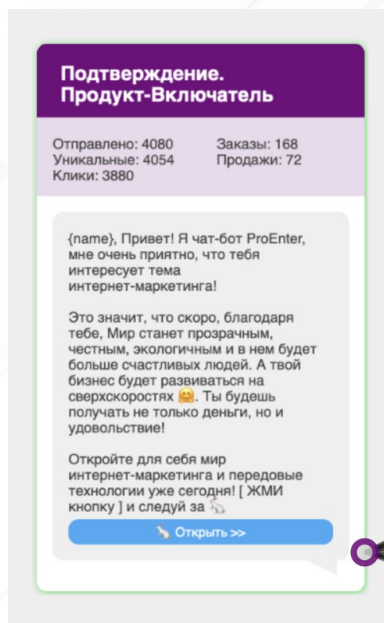 Подтверждение.
Продукт-Включатель
Отправлено: 4080
Заказы: 168
Уникальные: 4054
Продажи: 72
Клики: 3880
{name}, Привет! Я чат-бот ProEnter,
мне очень приятно, что тебя
интересует тема
интернет-маркетинга!
Это значит, что скоро, благодаря
тебе, Мир станет прозрачным,
честным, экологичным и в нем будет
больше счастливых людей. А твой
бизнес будет развиваться на
сверхскоростях 🤗. Ты будешь
получать не только деньги, но и
удовольствие!
Откройте для себя мир
интернет-маркетинга и передовые
технологии уже сегодня! [ ЖМИ
кнопку ] и следуй за 🐇
🐇 Открыть >>